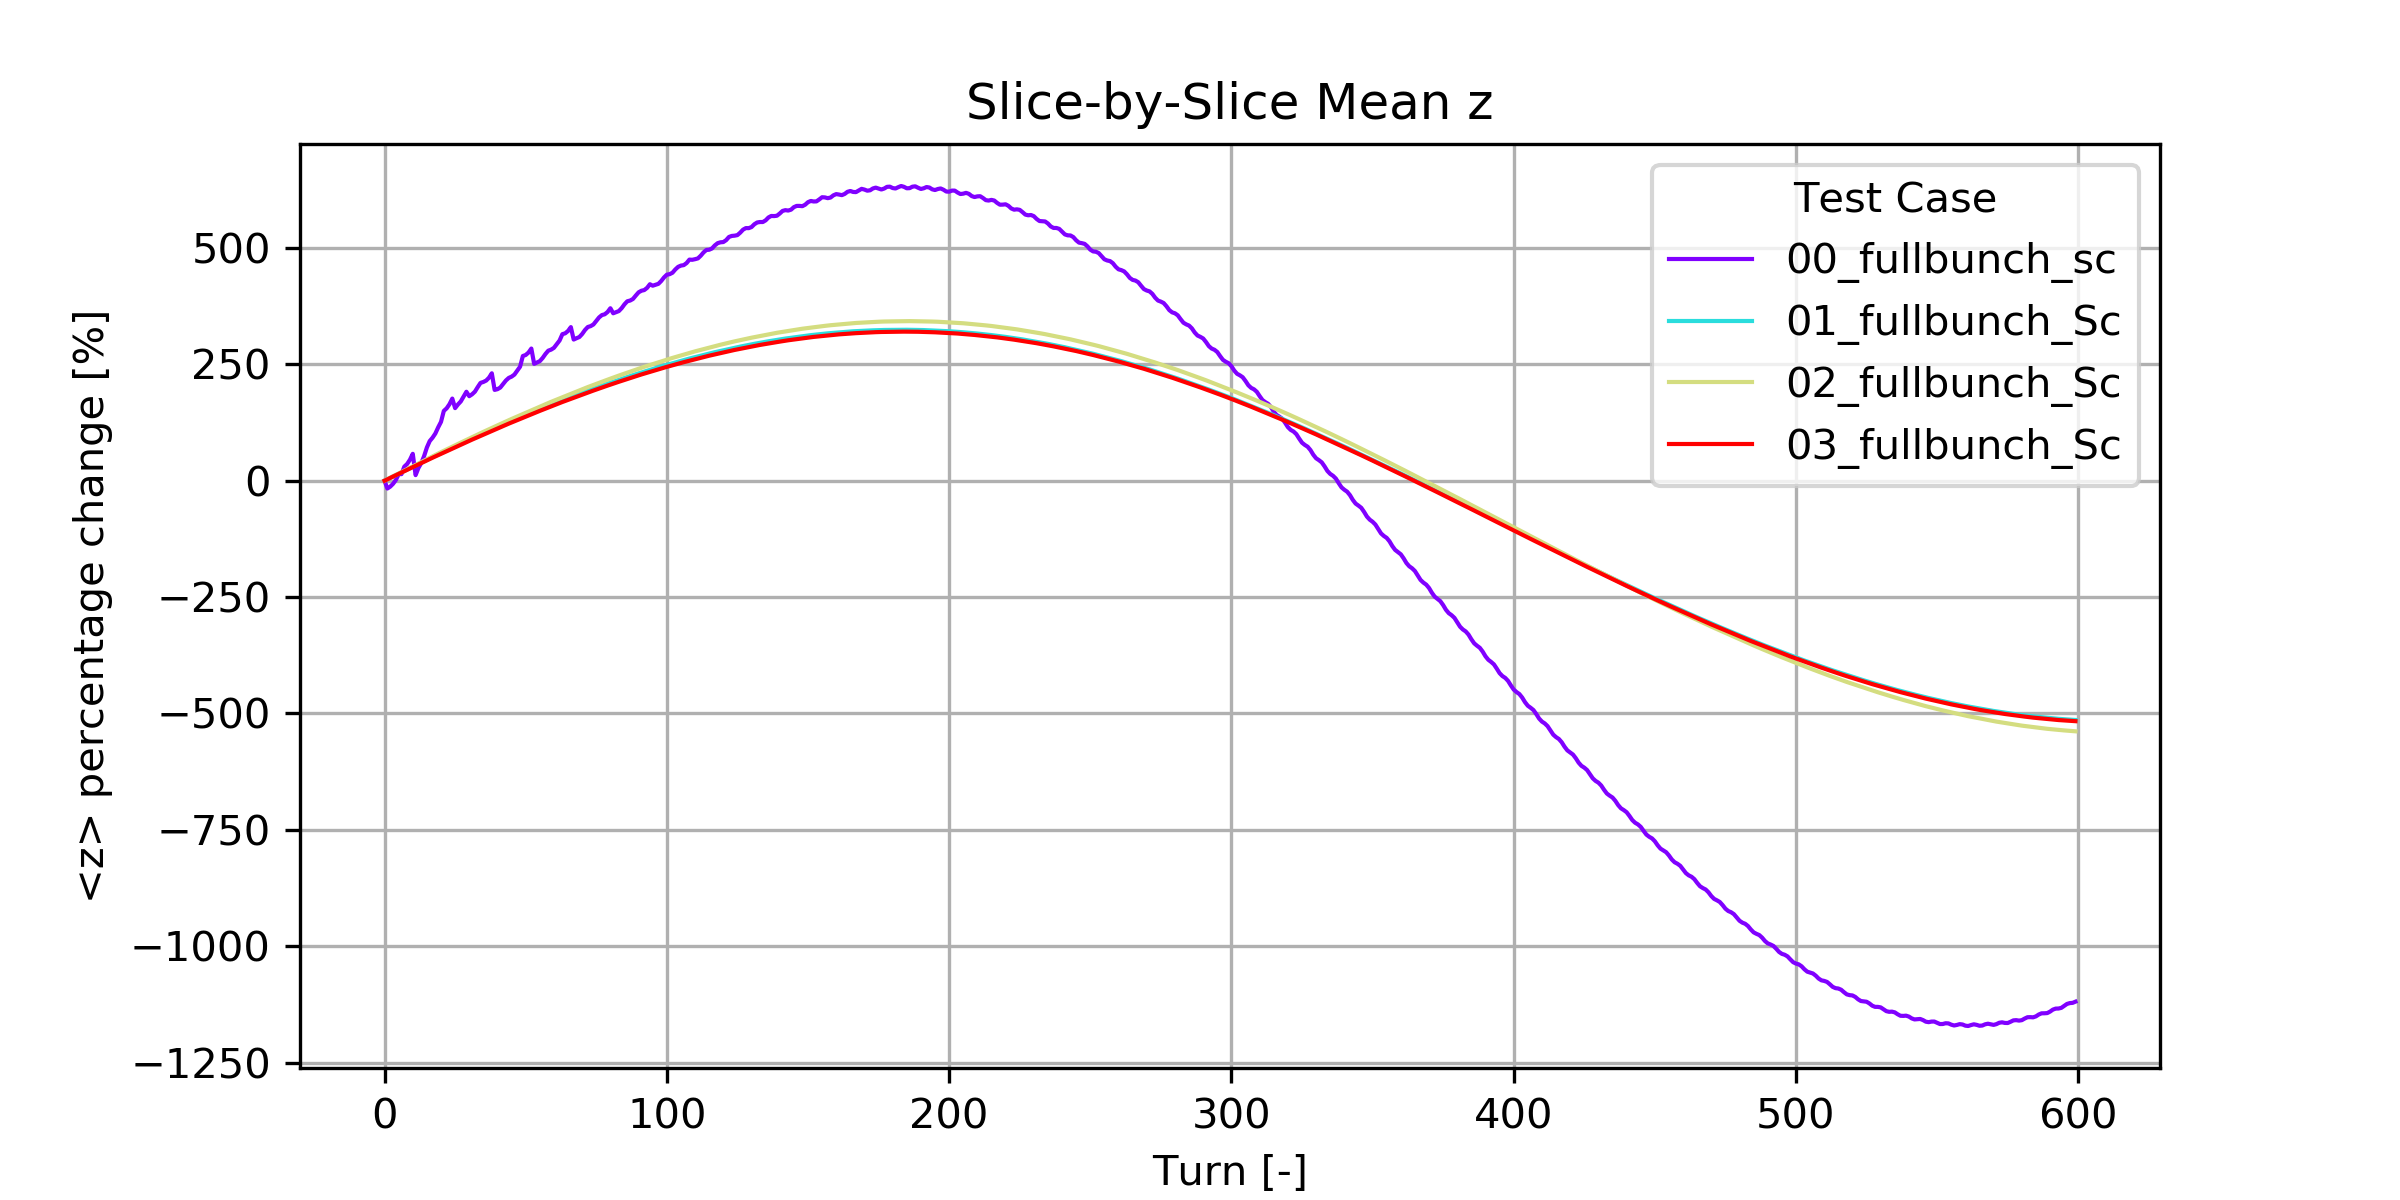 Slice-by-Slice Mean z
<z> percentage change [%]
500
250
0
−250
−500
−750
−1000
−1250
Test Case
00_fullbunch_sc
01_fullbunch_Sc
02_fullbunch_Sc
03_fullbunch_Sc
0 100 200 300 400 500 600
Turn [-]